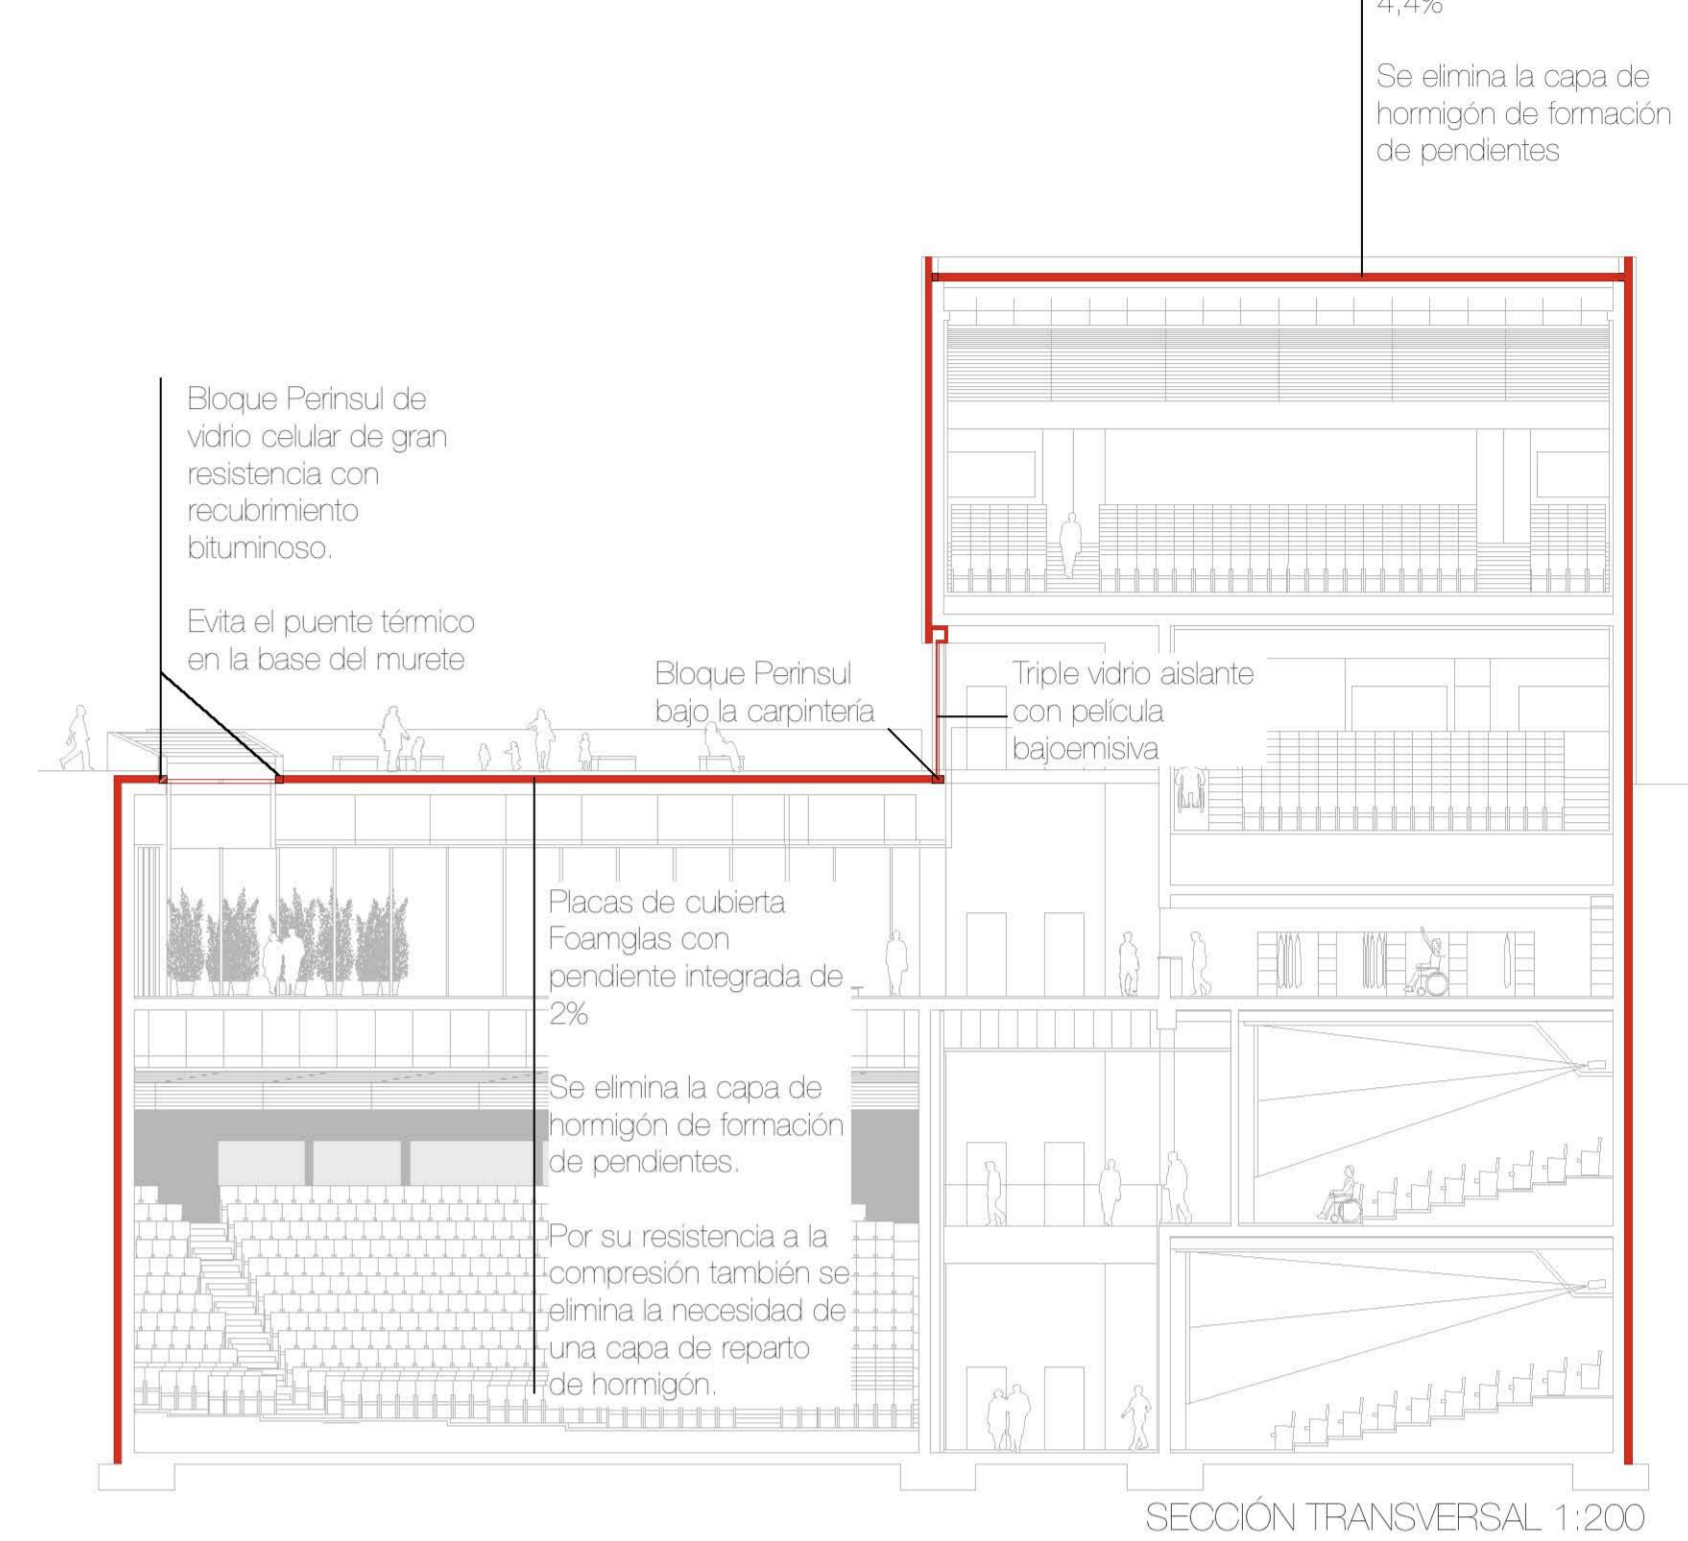 4,4%
Se elimina la capa de
hormigón de formación
de pendientes
Bloque Perinsul de
vidrio celular de gran
resistencia con
recubrimiento
bituminoso.
Evita el puente térmico
en la base del murete
Bloque Perinsul
bajo la carpintería
Triple vidrio aislante
con película
bajoemisiva
Placas de cubierta
Foamglas con
pendiente integrada de
2%
Se elimina la capa de
hormigón de formación
de pendientes.
Por su resistencia a la
compresión también se
elimina la necesidad de
una capa de reparto
de hormigón.
SECCIÓN TRANSVERSAL 1:200